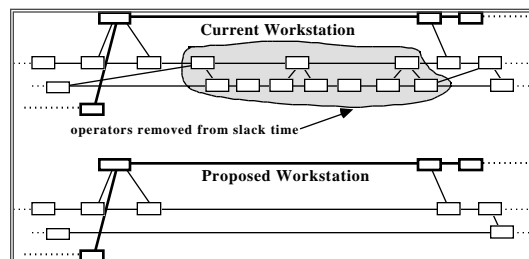 Current Workstation
operators removed from slack time
Proposed Workstation